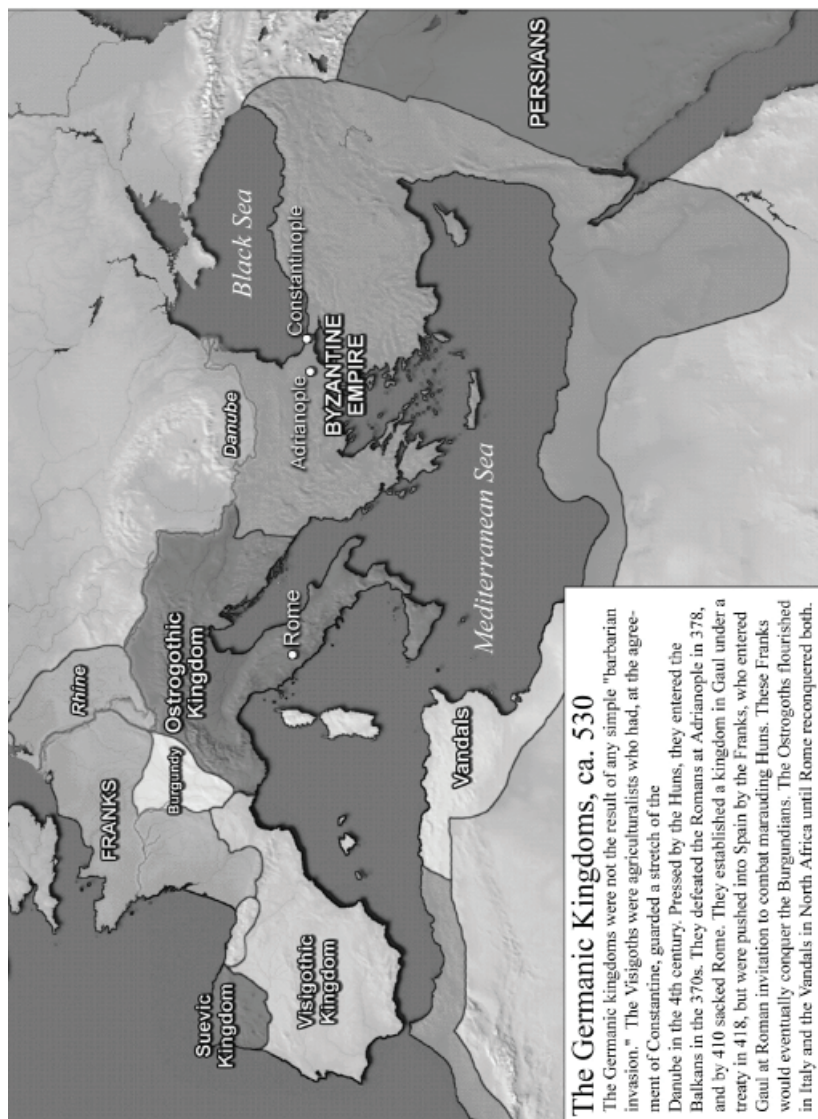 PERSIANS
Black Sea
Constantinople
Adrianople
BYZANTINE
EMPIRE
Danube
Mediterranean Sea
Rome
Ostrogothic
Kingdom
Rhine
Burgundy
FRANKS
Vandals
Visigothic
Kingdom
Suevic
Kingdom
The Germanic Kingdoms, ca. 530
The Germanic kingdoms were not the result of any simple "barbarian
invasion." The Visigoths were agriculturalists who had, at the agree-
ment of Constantine, guarded a stretch of the
Danube in the 4th century. Pressed by the Huns, they entered the
Balkans in the 370s. They defeated the Romans at Adrianople in 378,
and by 410 sacked Rome. They established a kingdom in Gaul under a
treaty in 418, but were pushed into Spain by the Franks, who entered
Gaul at Roman invitation to combat marauding Huns. These Franks
would eventually conquer the Burgundians. The Ostrogoths flourished
in Italy and the Vandals in North Africa until Rome reconquered both.